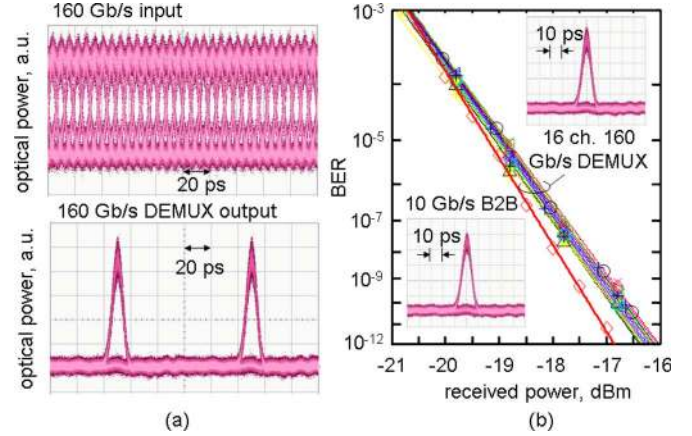 160 Gb/s input
optical power, a.u.
20 ps
160 Gb/s DEMUX output
optical power, a.u.
20 ps
(a)
BER
10-3
10-5
10-7
10-9
10-12
10 ps
16 ch. 160
Gb/s DEMUX
10 Gb/s B2B
10 ps
-21 -20 -19 -18 -17 -16
received power, dBm
(b)